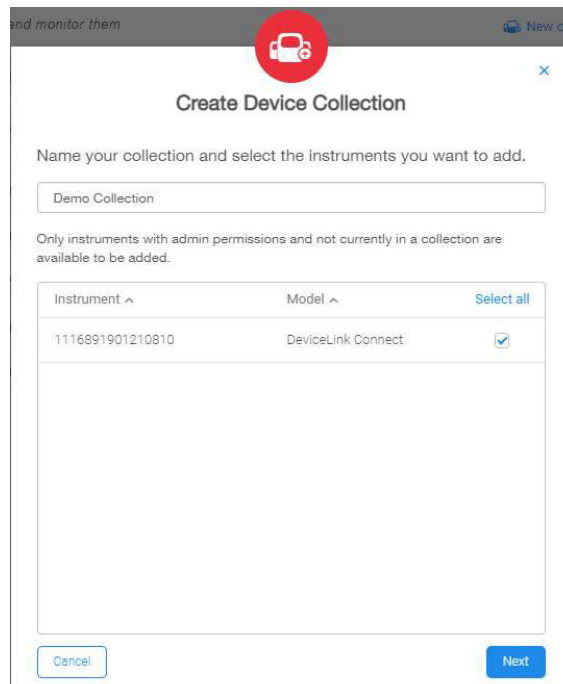 and monitor them
New
Create Device Collection
Name your collection and select the instruments you want to add.
Demo Collection
Only instruments with admin permissions and not currently in a collection are
available to be added.
Instrument Model Select all
1116891901210810 DeviceLink Connect
Cancel Next